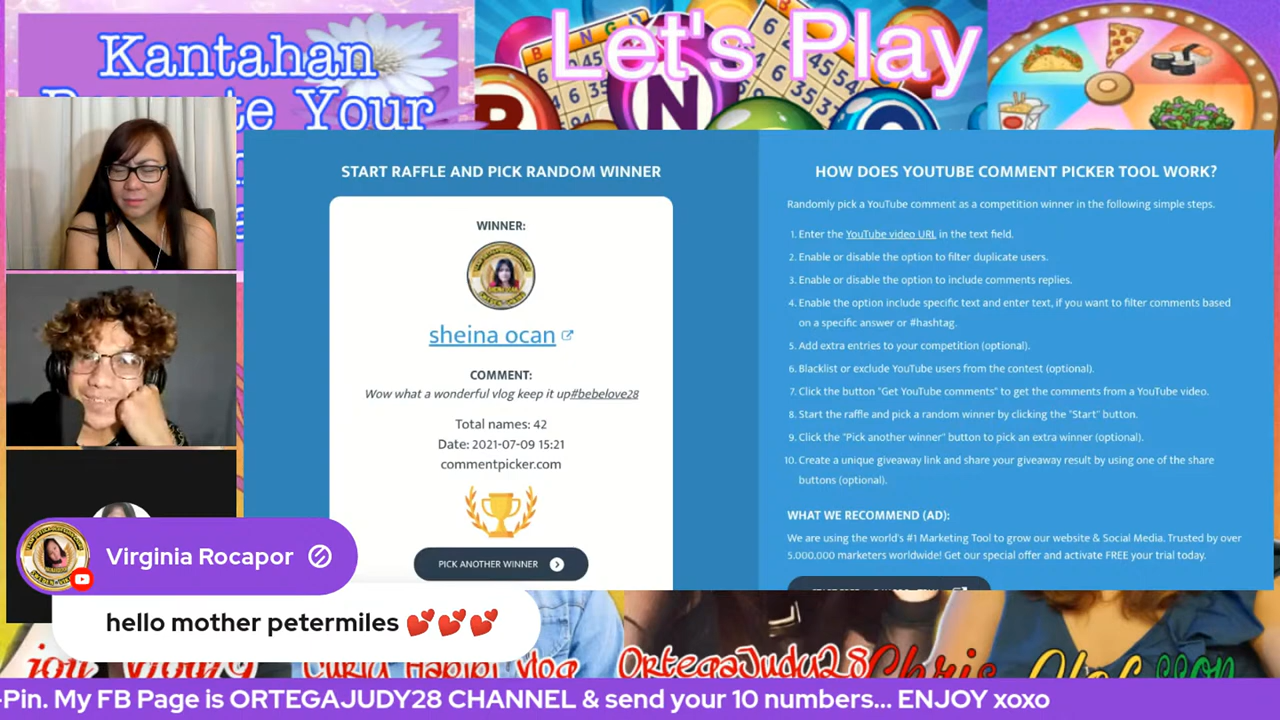 Kantahan
Your
Let's Play
START RAFFLE AND PICK RANDOM WINNER
WINNER:
sheina ocan
COMMENT:
Wow what a wonderful vlog keep it up#bebelove28
Total names: 42
Date: 2021-07-09 15:21
commentpicker.com
PICK ANOTHER WINNER
HOW DOES YOUTUBE COMMENT PICKER TOOL WORK?
Randomly pick a YouTube comment as a competition winner in the following simple steps.
1. Enter the YouTube video URL in the text field.
2. Enable or disable the option to filter duplicate users.
3. Enable or disable the option to include comments replies.
4. Enable the option include specific text and enter text, if you want to filter comments based
on a specific answer or #hashtag.
5. Add extra entries to your competition (optional).
6. Blacklist or exclude YouTube users from the contest (optional).
7. Click the button "Get YouTube comments" to get the comments from a YouTube video.
8. Start the raffle and pick a random winner by clicking the "Start" button.
9. Click the "Pick another winner" button to pick an extra winner (optional).
10. Create a unique giveaway link and share your giveaway result by using one of the share
buttons (optional).
WHAT WE RECOMMEND (AD):
We are using the world's #1 Marketing Tool to grow our website & Social Media. Trusted by over
5.000.000 marketers worldwide! Get our special offer and activate FREE your trial today.
Virginia Rocapor
hello mother petermiles 💕💕💕
Curly Habibi Vlog
OrtegaJudy28
Chris
-Pin. My FB Page is ORTEGAJUDY28 CHANNEL & send your 10 numbers... ENJOY xoxo